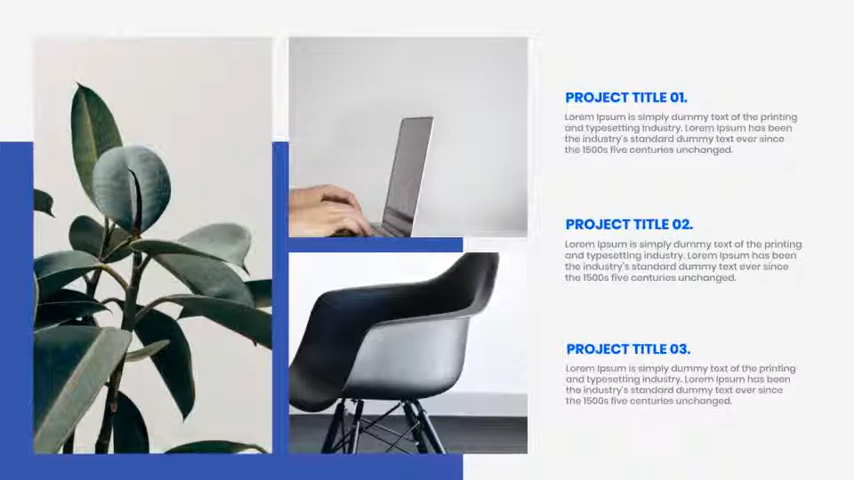 PROJECT TITLE 01.
Lorem Ipsum is simply dummy text of the printing
and typesetting industry. Lorem Ipsum has been
the industry's standard dummy text ever since
the 1500s five centuries unchanged.
PROJECT TITLE 02.
Lorem Ipsum is simply dummy text of the printing
and typesetting industry. Lorem Ipsum has been
the industry's standard dummy text ever since
the 1500s five centuries unchanged.
PROJECT TITLE 03.
Lorem Ipsum is simply dummy text of the printing
and typesetting industry. Lorem Ipsum has been
the industry's standard dummy text ever since
the 1500s five centuries unchanged.